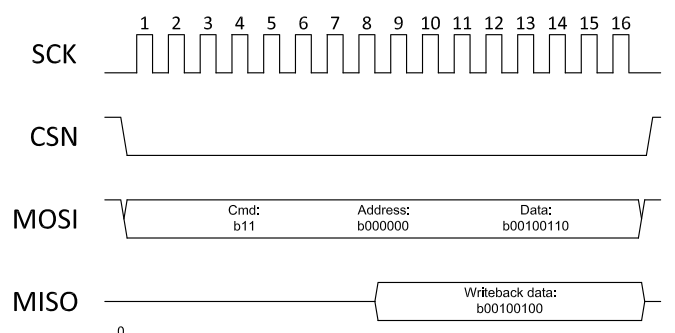 1 2 3 4 5 6 7 8 9 10 11 12 13 14 15 16
SCK
CSN
MOSI
Cmd: Address: Data:
b11 b000000 b00100110
MISO
Writeback data:
b00100100
0